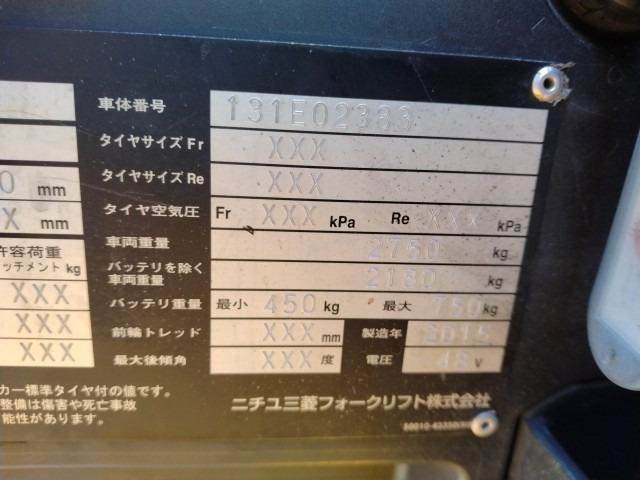 車体番号 131E02383
タイヤサイズ Fr XXX
タイヤサイズ Re XXX
タイヤ空気圧 Fr XXX kPa Re XXX kPa
0 mm
X mm
車両重量 2750 kg
許容荷重
ッチメント kg
バッテリを除く
車両重量 2180 kg
XXX
バッテリ重量 最小 450 kg 最大 750 kg
XXX
前輪トレッド XXX mm 製造年 2015
XXX
最大後傾角 XXX 度 電圧 48 V
カー標準タイヤ付の値です。
整備は傷害や死亡事故
能性があります。
ニチユ三菱フォークリフト株式会社